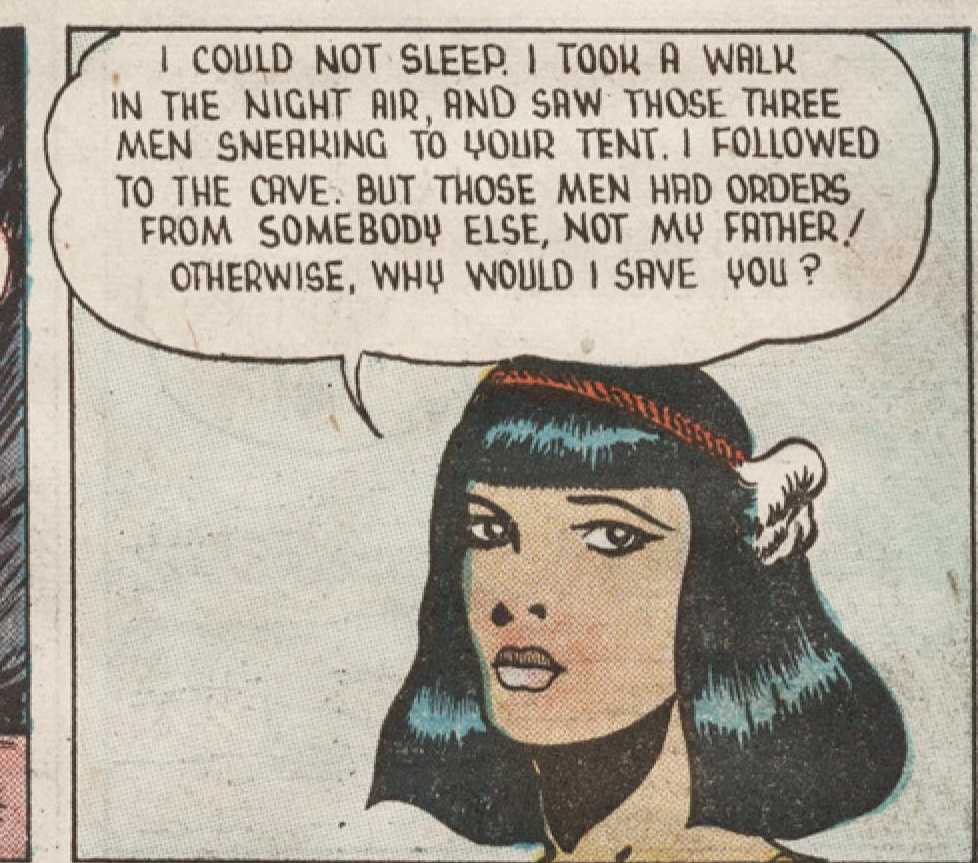 I COULD NOT SLEEP. I TOOK A WALK
IN THE NIGHT AIR, AND SAW THOSE THREE
MEN SNEAKING TO YOUR TENT. I FOLLOWED
TO THE CAVE. BUT THOSE MEN HAD ORDERS
FROM SOMEBODY ELSE, NOT MY FATHER!
OTHERWISE, WHY WOULD I SAVE YOU?